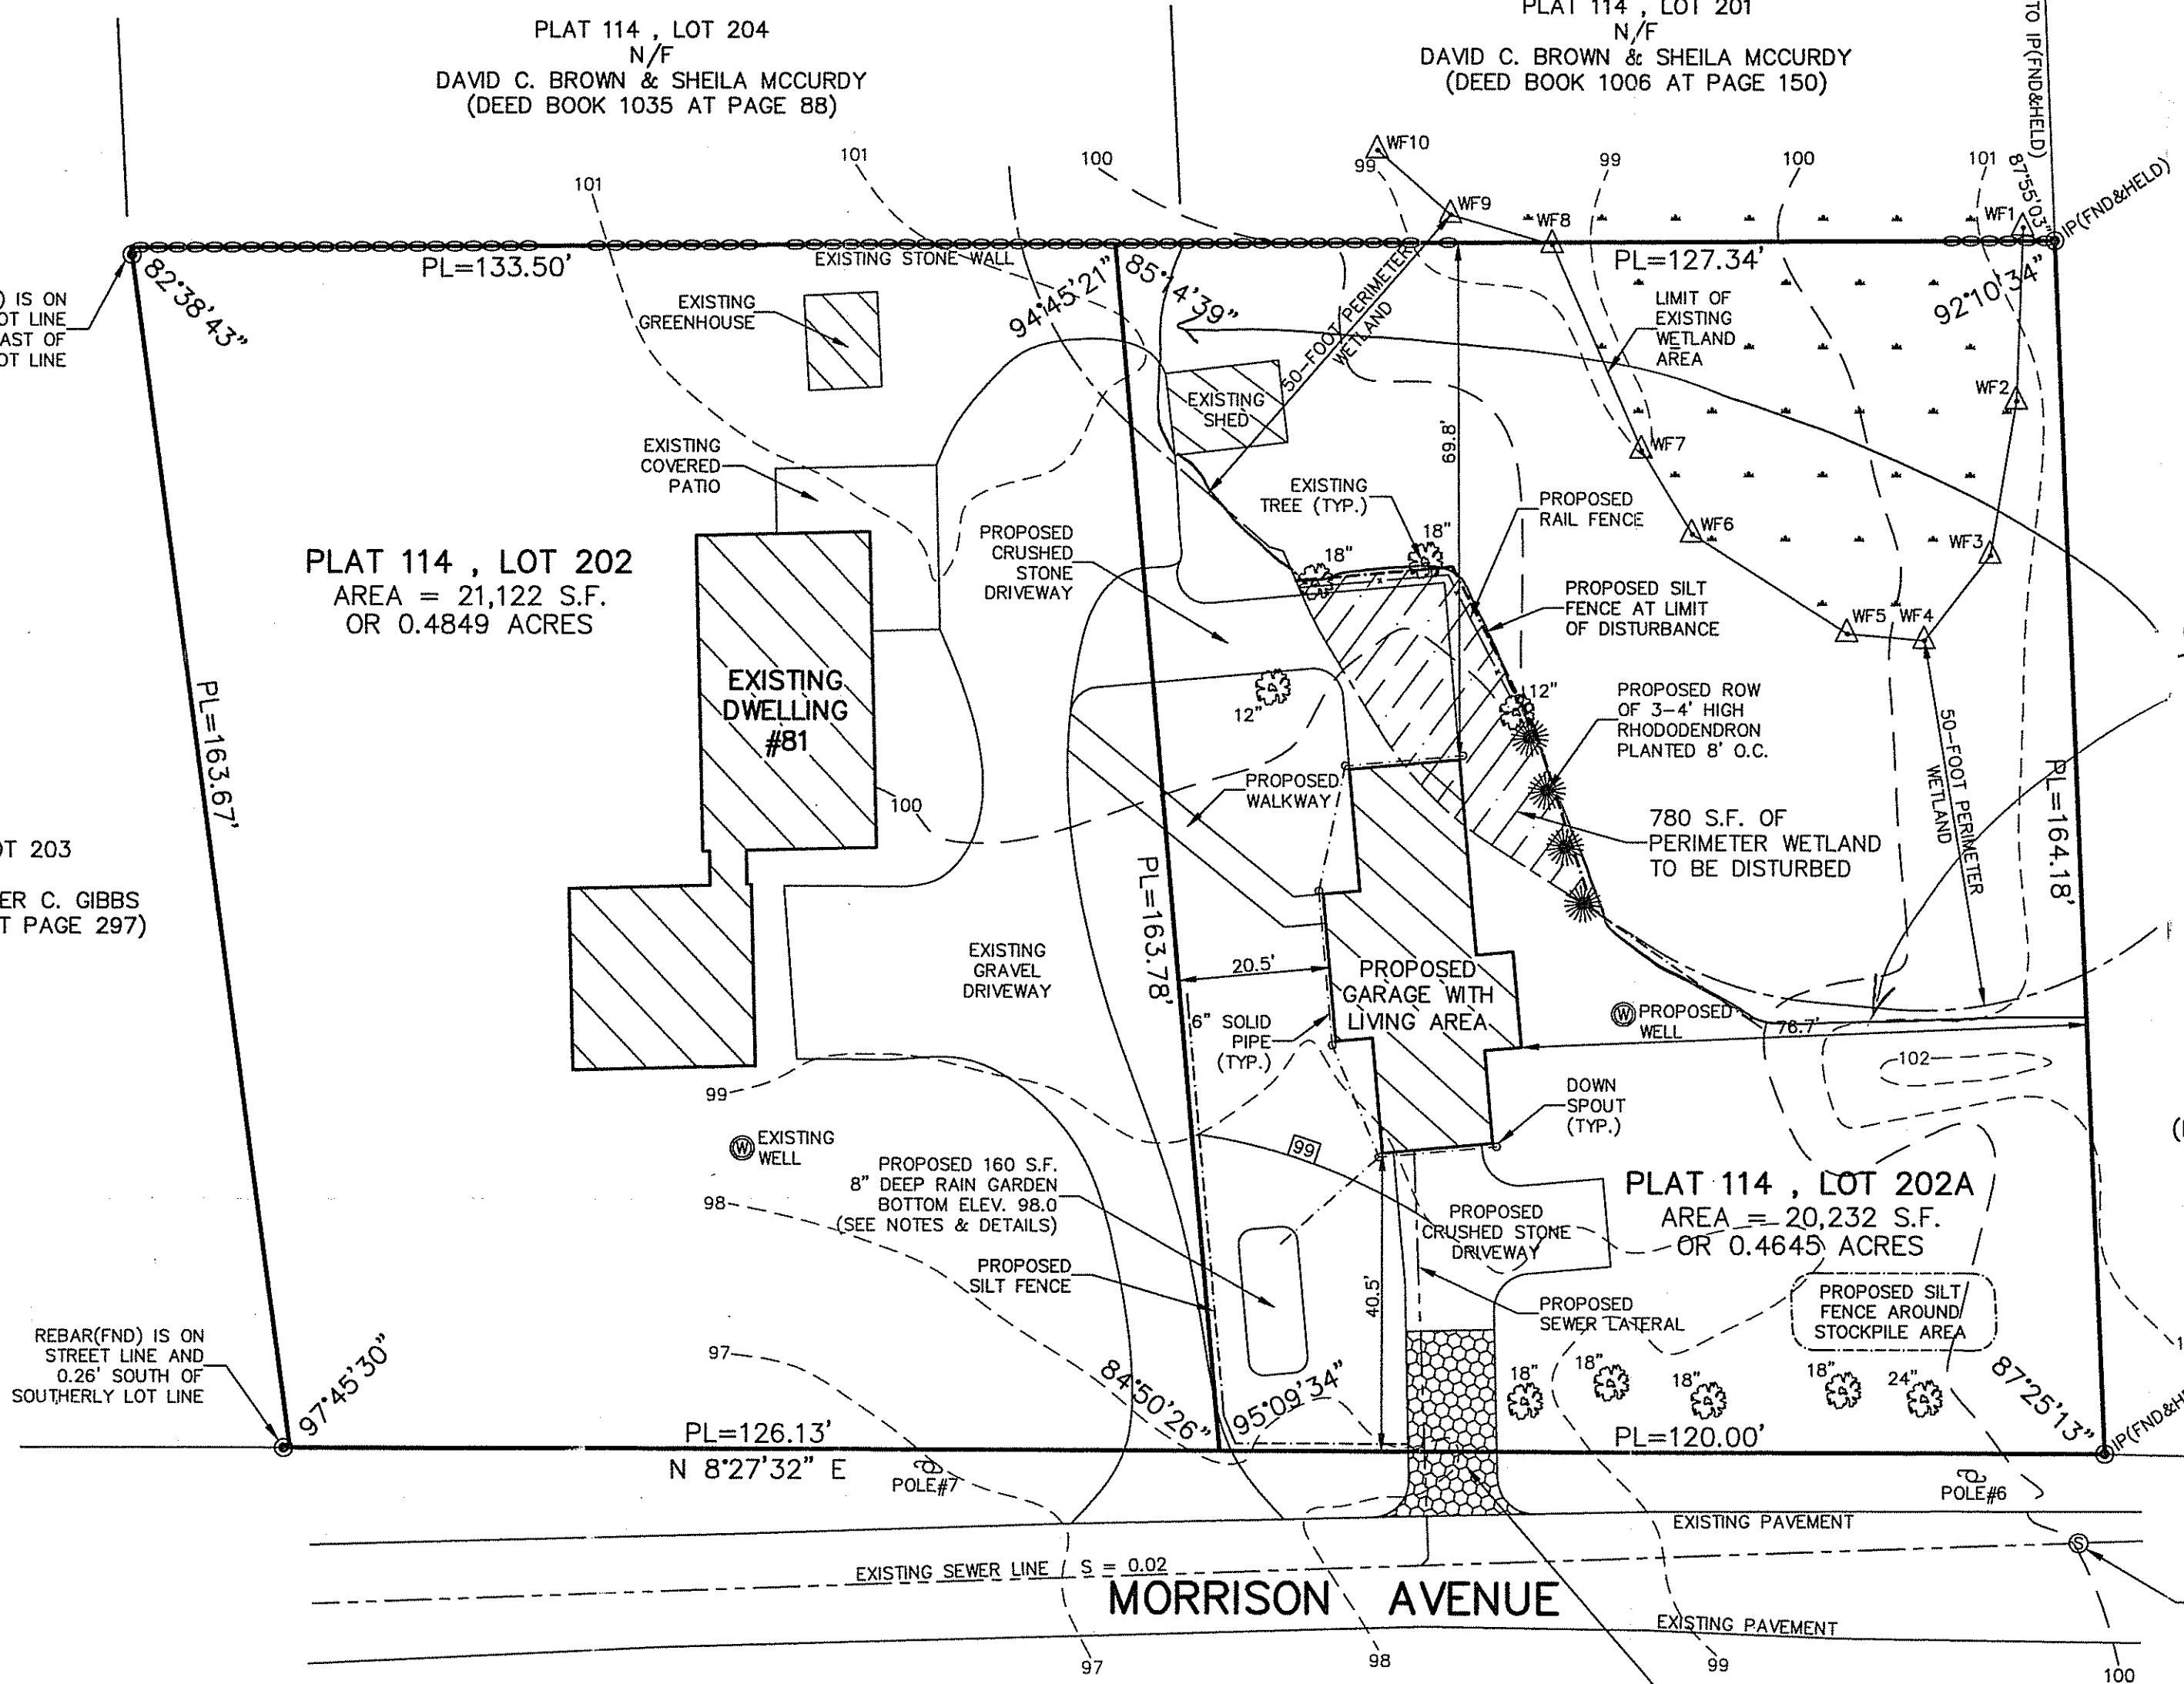 PLAT 114 , LOT 204
N/F
DAVID C. BROWN & SHEILA MCCURDY
(DEED BOOK 1035 AT PAGE 88)
PLAT 114 , LOT 201
N/F
DAVID C. BROWN & SHEILA MCCURDY
(DEED BOOK 1006 AT PAGE 150)
TO IP(FND&HELD)
101
101
100
99
99
100
101
WF10
WF9
WF8
WF1
87°55'03"
IP(FND&HELD)
PL=133.50'
EXISTING STONE WALL
PL=127.34'
82°38'43"
94°45'21"
85°14'39"
92°10'34"
) IS ON
OT LINE
AST OF
OT LINE
EXISTING
GREENHOUSE
50-FOOT PERIMETER
WETLAND
LIMIT OF
EXISTING
WETLAND
AREA
EXISTING
SHED
69.8'
WF2
WF7
EXISTING
COVERED
PATIO
EXISTING
TREE (TYP.)
PROPOSED
RAIL FENCE
WF6
WF3
18"
18"
PROPOSED
CRUSHED
STONE
DRIVEWAY
PLAT 114 , LOT 202
AREA = 21,122 S.F.
OR 0.4849 ACRES
PROPOSED SILT
FENCE AT LIMIT
OF DISTURBANCE
WF5
WF4
EXISTING
DWELLING
#81
12"
12"
PROPOSED ROW
OF 3-4' HIGH
RHODODENDRON
PLANTED 8' O.C.
50-FOOT PERIMETER
WETLAND
PL=163.67'
PL=164.18'
100
PROPOSED
WALKWAY
780 S.F. OF
PERIMETER WETLAND
TO BE DISTURBED
OT 203
ER C. GIBBS
T PAGE 297)
PL=163.78'
EXISTING
GRAVEL
DRIVEWAY
20.5'
PROPOSED
GARAGE WITH
LIVING AREA
6" SOLID
PIPE
(TYP.)
W
PROPOSED
WELL
76.7'
102
99
DOWN
SPOUT
(TYP.)
W
EXISTING
WELL
99
PROPOSED 160 S.F.
8" DEEP RAIN GARDEN
BOTTOM ELEV. 98.0
(SEE NOTES & DETAILS)
98
PLAT 114 , LOT 202A
AREA = 20,232 S.F.
OR 0.4645 ACRES
PROPOSED
CRUSHED STONE
DRIVEWAY
PROPOSED
SILT FENCE
40.5'
PROPOSED
SEWER LATERAL
PROPOSED SILT
FENCE AROUND
STOCKPILE AREA
REBAR(FND) IS ON
STREET LINE AND
0.26' SOUTH OF
SOUTHERLY LOT LINE
97
97°45'30"
84°50'26"
95°09'34"
18"
18"
18"
18"
24"
87°25'13"
PL=126.13'
N 8°27'32" E
PL=120.00'
IP(FND&H
POLE#7
POLE#6
EXISTING PAVEMENT
S
EXISTING SEWER LINE
S = 0.02
MORRISON AVENUE
EXISTING PAVEMENT
97
98
99
100